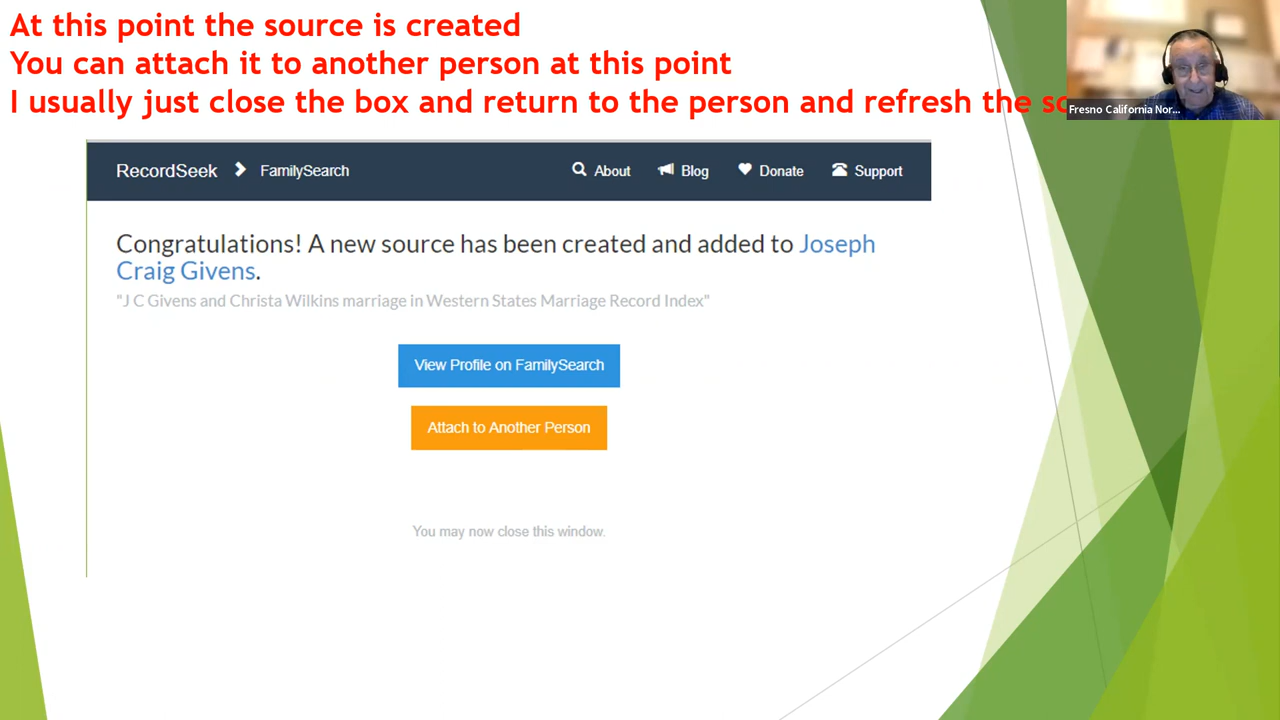 At this point the source is created
You can attach it to another person at this point
I usually just close the box and return to the person and refresh the
Fresno California Nor...
RecordSeek FamilySearch About Blog Donate Support
Congratulations! A new source has been created and added to Joseph
Craig Givens.
"J C Givens and Christa Wilkins marriage in Western States Marriage Record Index"
View Profile on FamilySearch
Attach to Another Person
You may now close this window.